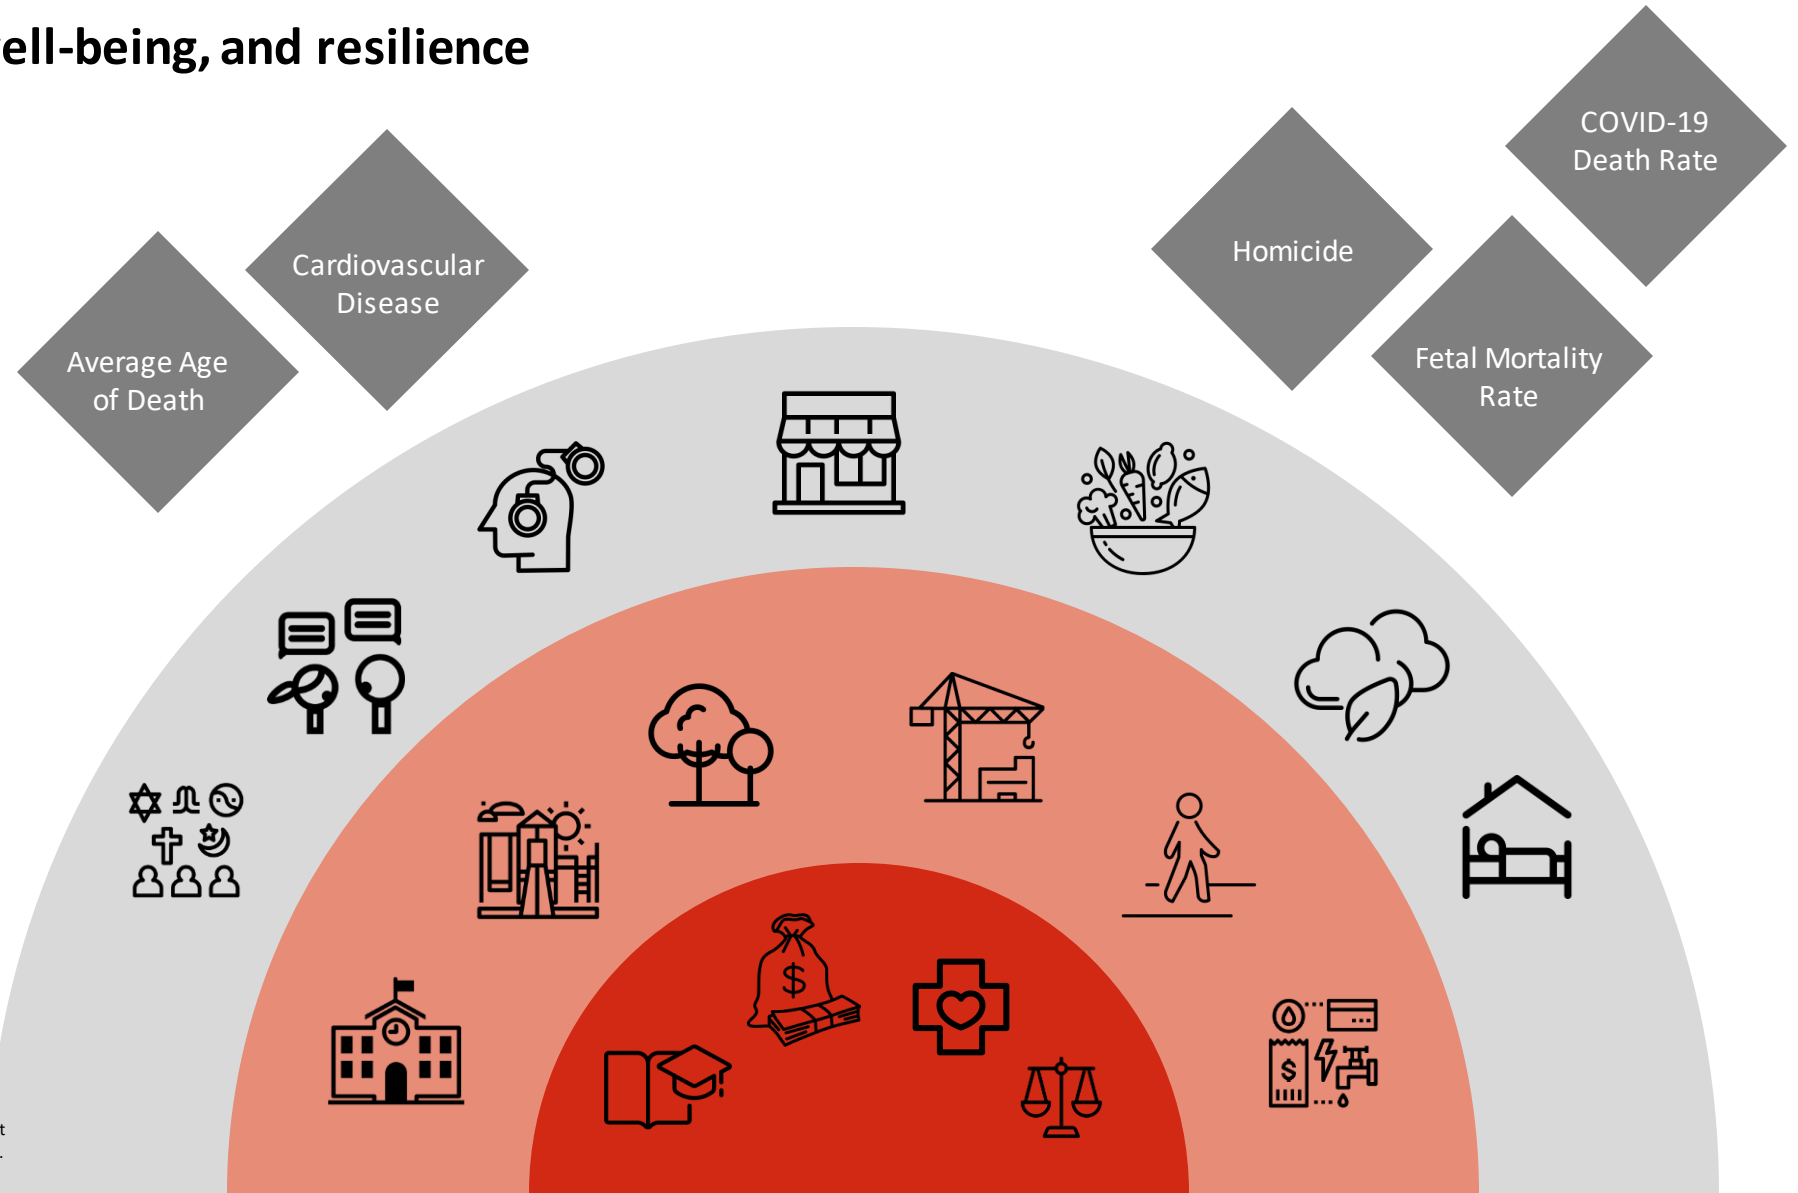 ell-being, and resilience
COVID-19
Death Rate
Homicide
Cardiovascular
Disease
Average Age
of Death
Fetal Mortality
Rate
$
$
t
.